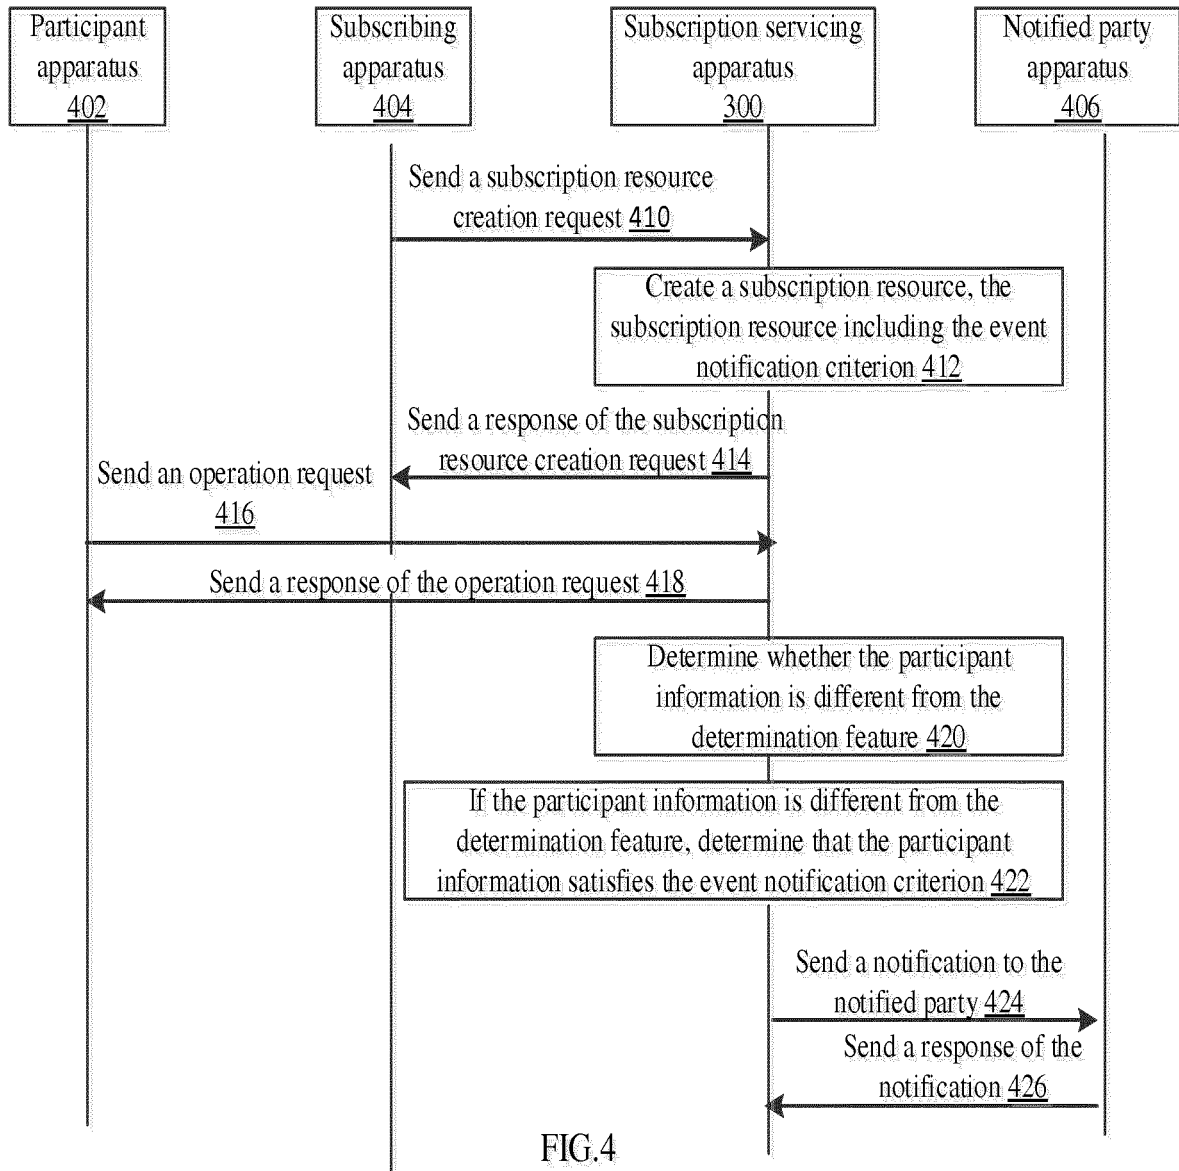 Participant
apparatus
402
Subscribing
apparatus
404
Subscription servicing
apparatus
300
Notified party
apparatus
406
Send a subscription resource
creation request 410
Create a subscription resource, the
subscription resource including the event
notification criterion 412
Send a response of the subscription
resource creation request 414
Send an operation request
416
Send a response of the operation request 418
Determine whether the participant
information is different from the
determination feature 420
If the participant information is different from the
determination feature, determine that the participant
information satisfies the event notification criterion 422
Send a notification to the
notified party 424
Send a response of the
notification 426
FIG.4